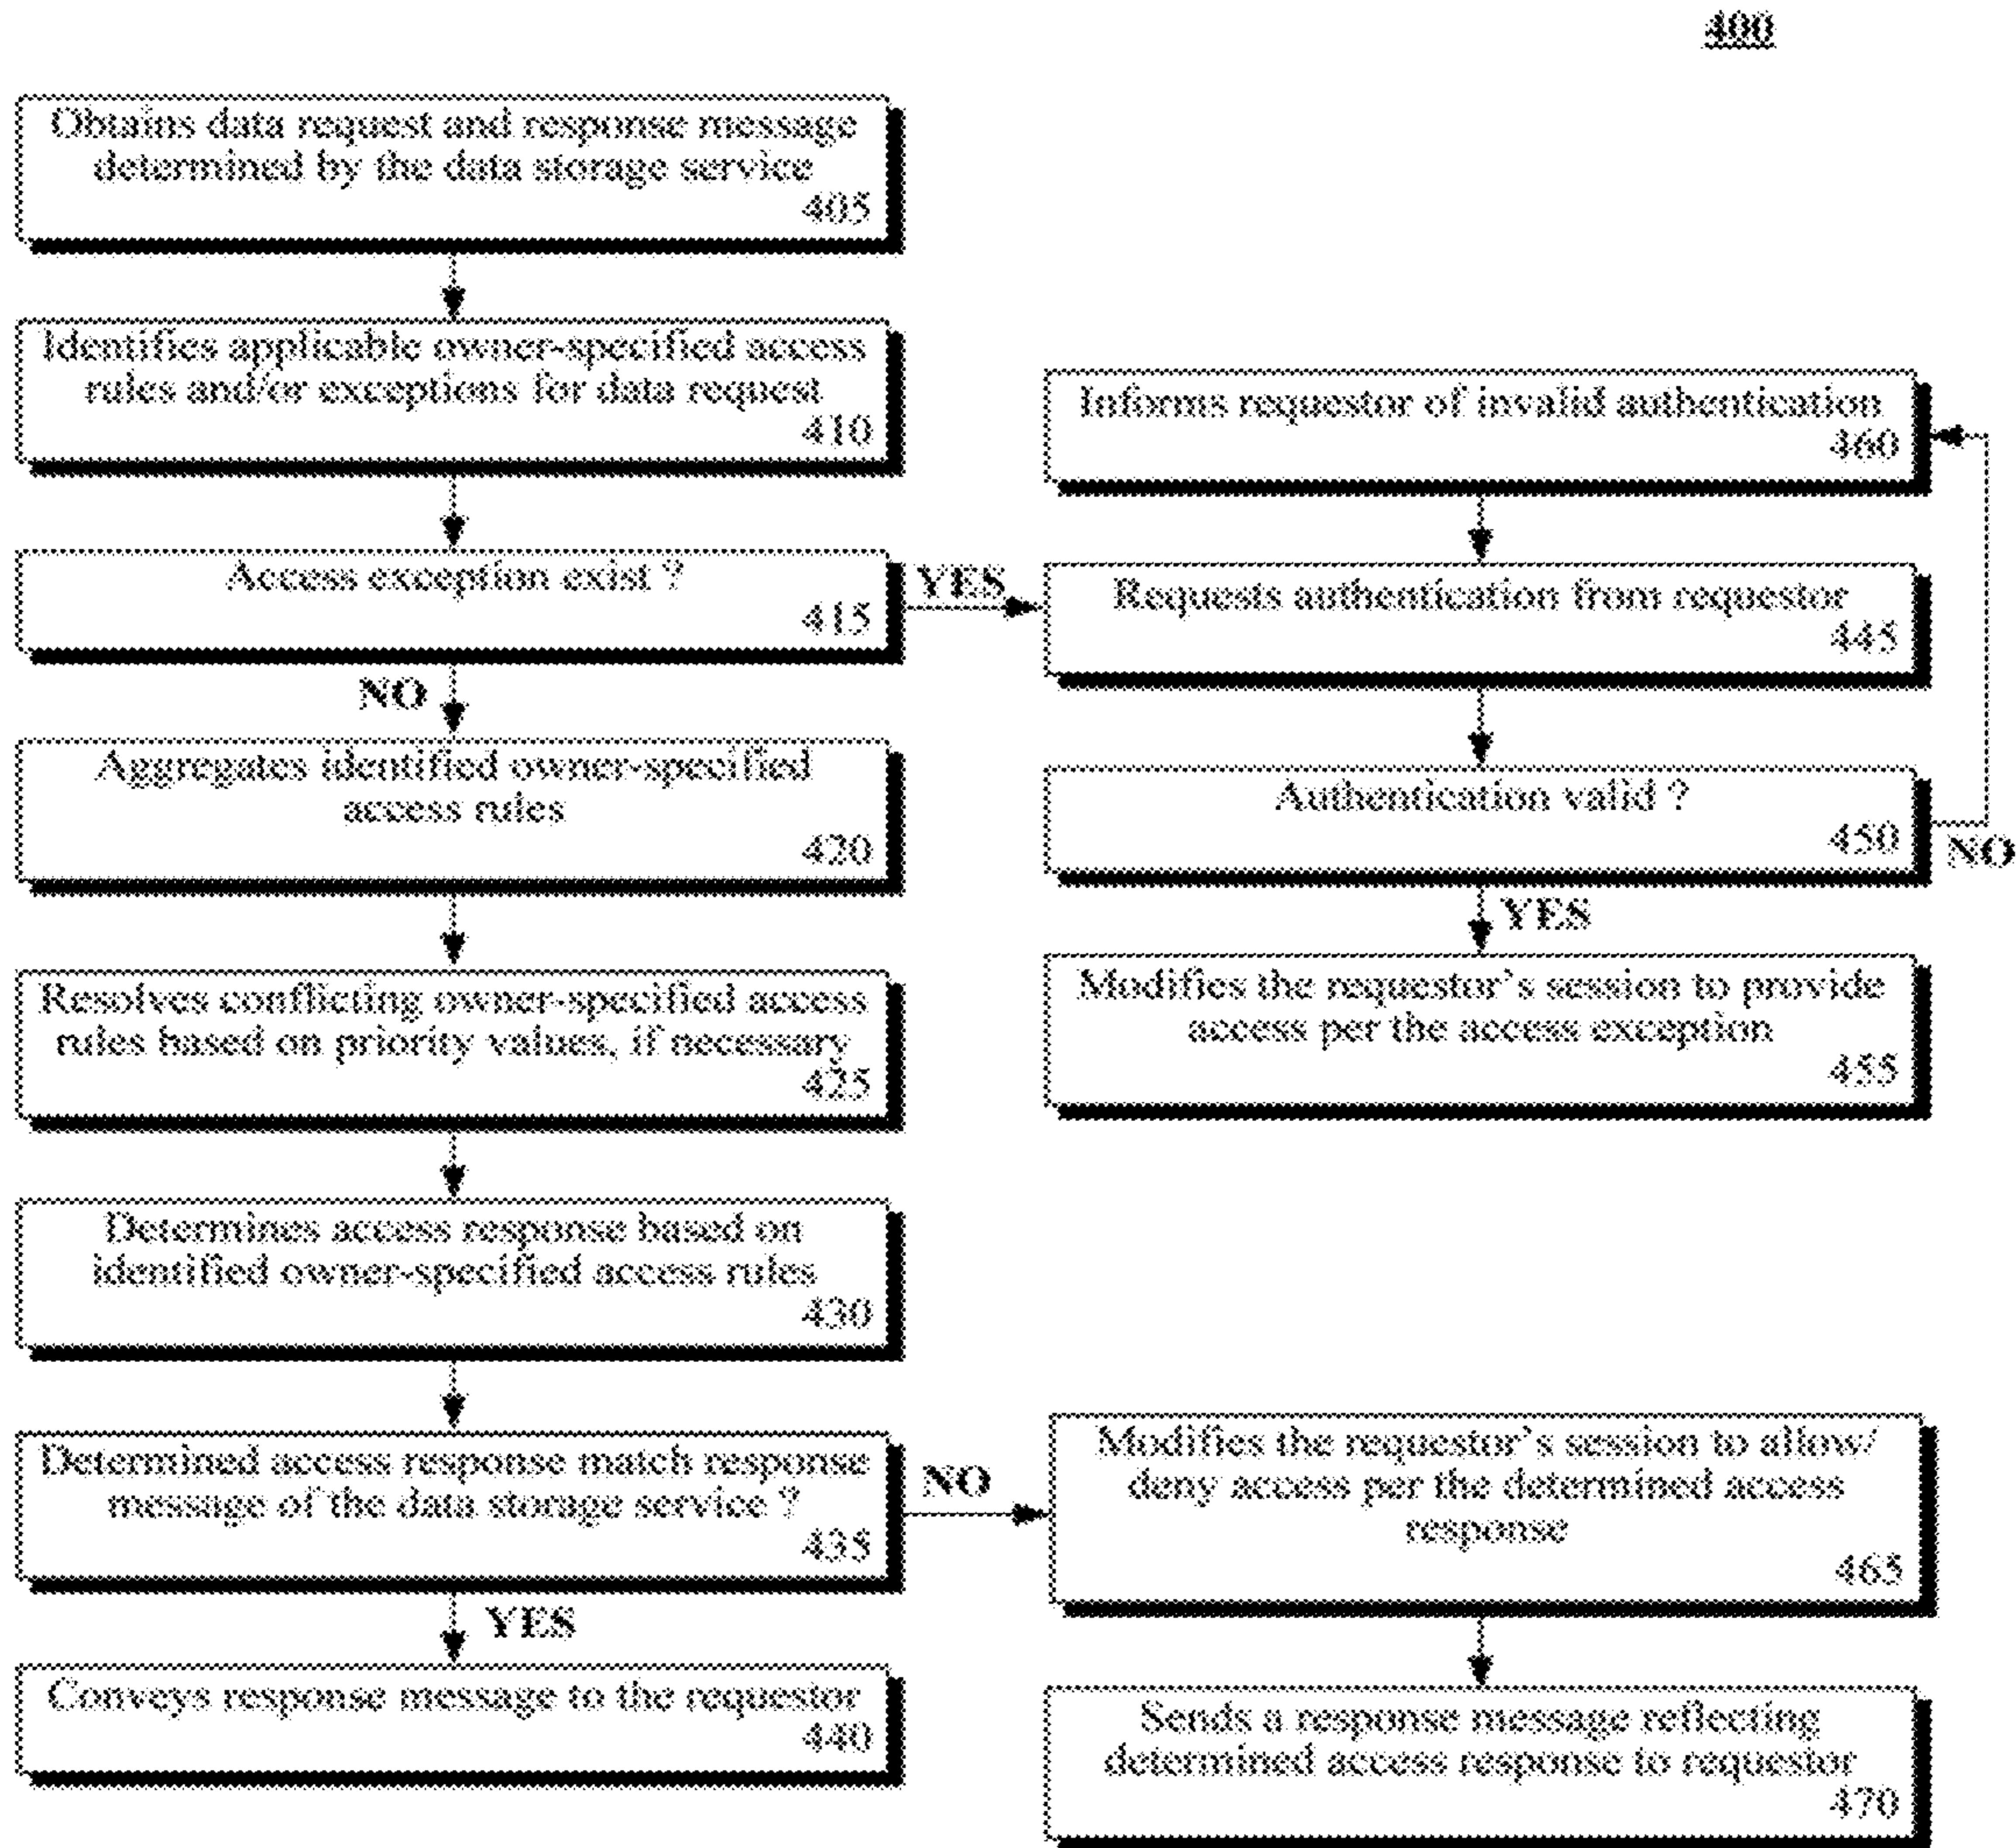 400
Obtains data request and response message
determined by the data storage service
405
Identifies applicable owner-specified access
rules and/or exceptions for data request
410
Access exception exist ?
415
YES
NO
Aggregates identified owner-specified
access rules
420
Resolves conflicting owner-specified access
rules based on priority values, if necessary
425
Determines access response based on
identified owner-specified access rules
430
Determined access response match response
message of the data storage service ?
435
NO
YES
Conveys response message to the requestor
440
Informs requestor of invalid authentication
460
Requests authentication from requestor
445
Authentication valid ?
450
NO
YES
Modifies the requestor's session to provide
access per the access exception
455
Modifies the requestor's session to allow/
deny access per the determined access
response
465
Sends a response message reflecting
determined access response to requestor
470